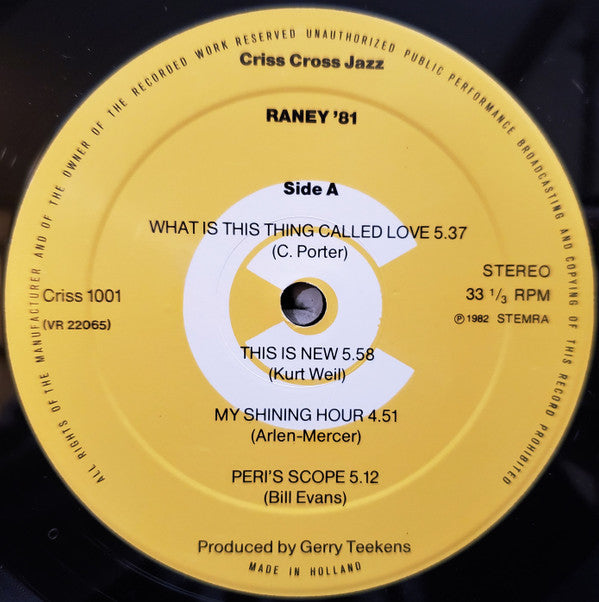 ALL RIGHTS OF THE MANUFACTURER AND OF THE OWNER OF THE RECORDED WORK RESERVED UNAUTHORIZED PUBLIC PERFORMANCE BROADCASTING AND COPYING OF THIS RECORD PROHIBITED
Criss Cross Jazz
RANEY '81
Side A
WHAT IS THIS THING CALLED LOVE 5.37
(C. Porter)
Criss 1001
(VR 22065)
STEREO
33 1/3 RPM
℗ 1982 STEMRA
THIS IS NEW 5.58
(Kurt Weil)
MY SHINING HOUR 4.51
(Arlen-Mercer)
PERI'S SCOPE 5.12
(Bill Evans)
Produced by Gerry Teekens
MADE IN HOLLAND